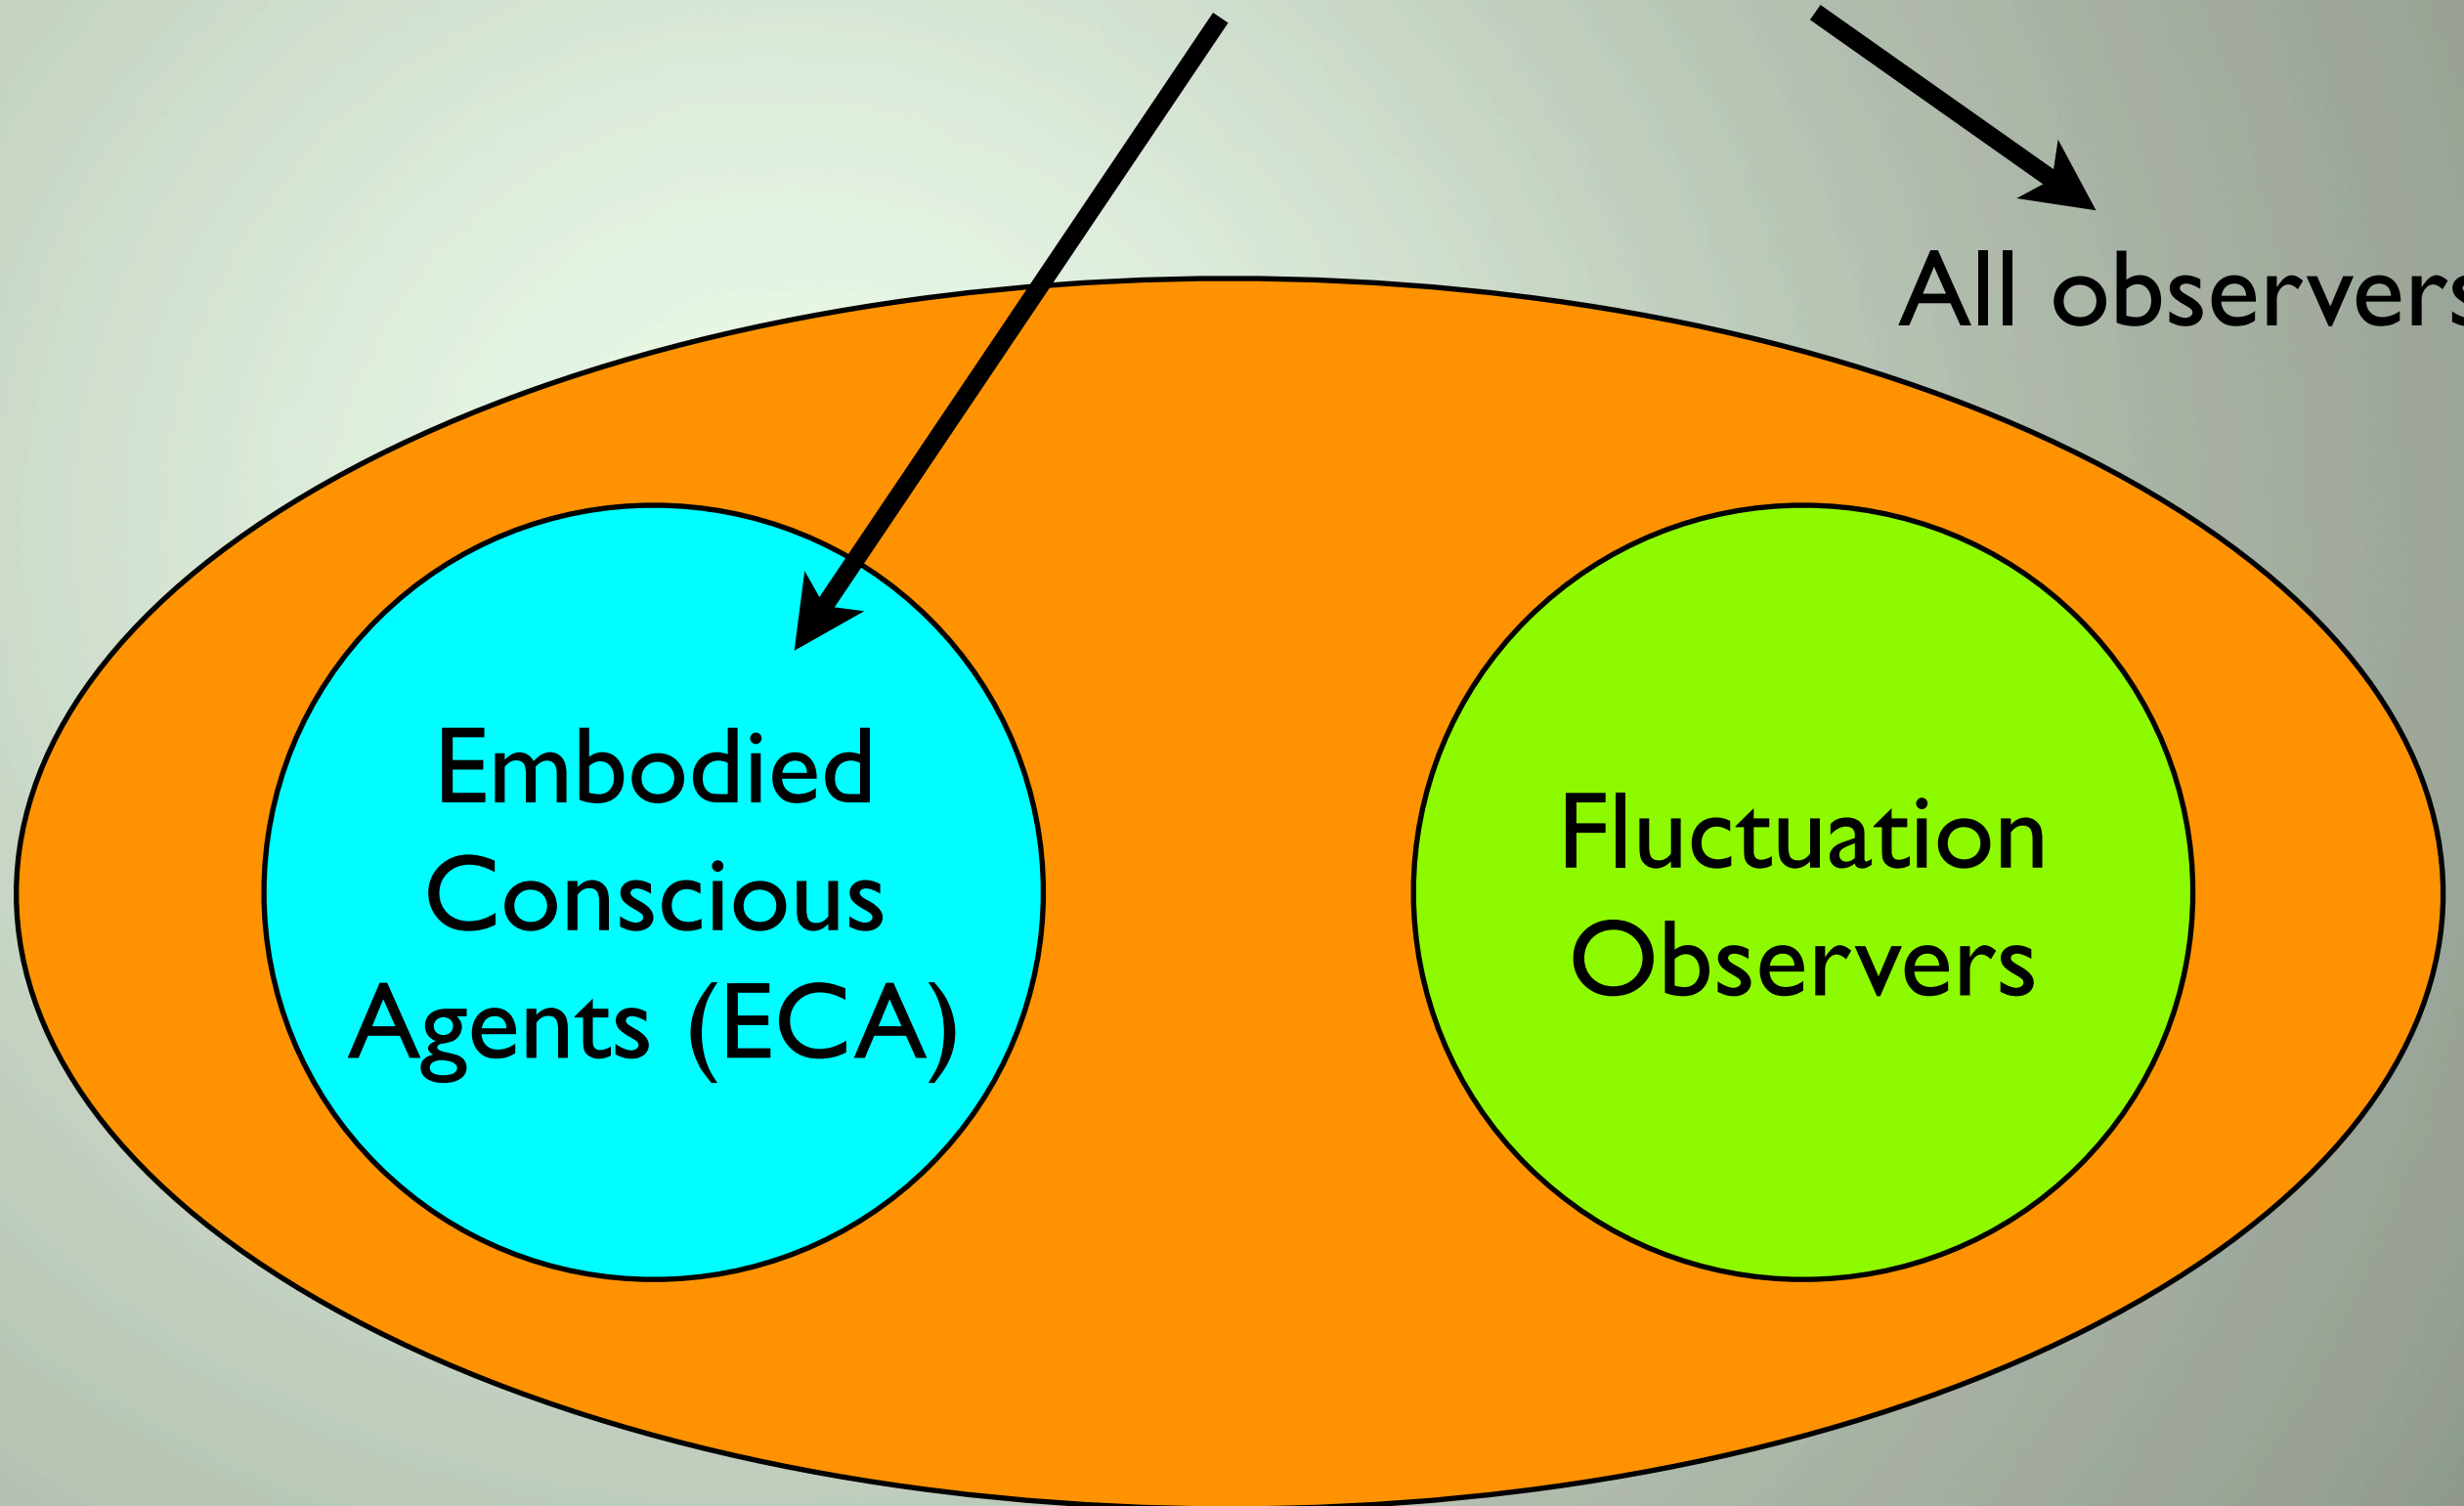 All observers
Embodied
Conscious
Agents (ECA)
Fluctuation
Observers